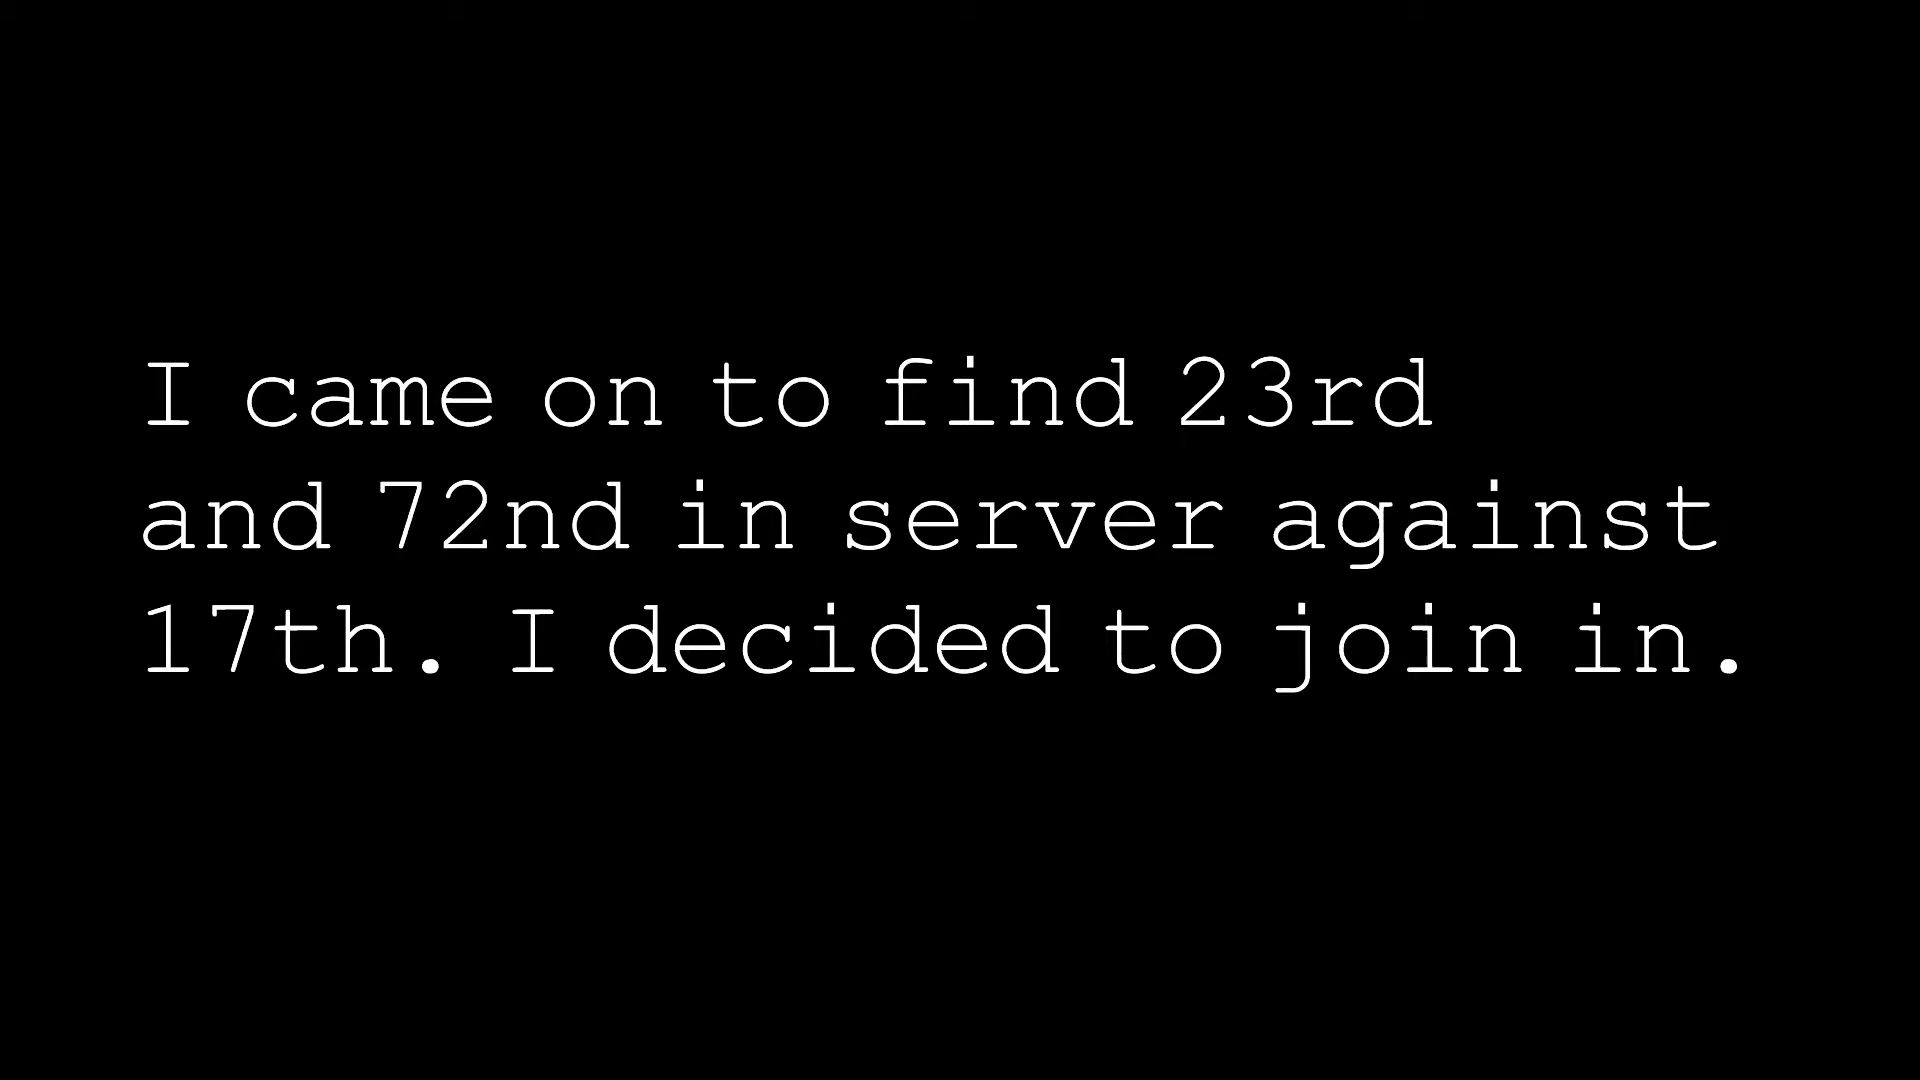 I came on to find 23rd
and 72nd in server against
17th. I decided to join in.